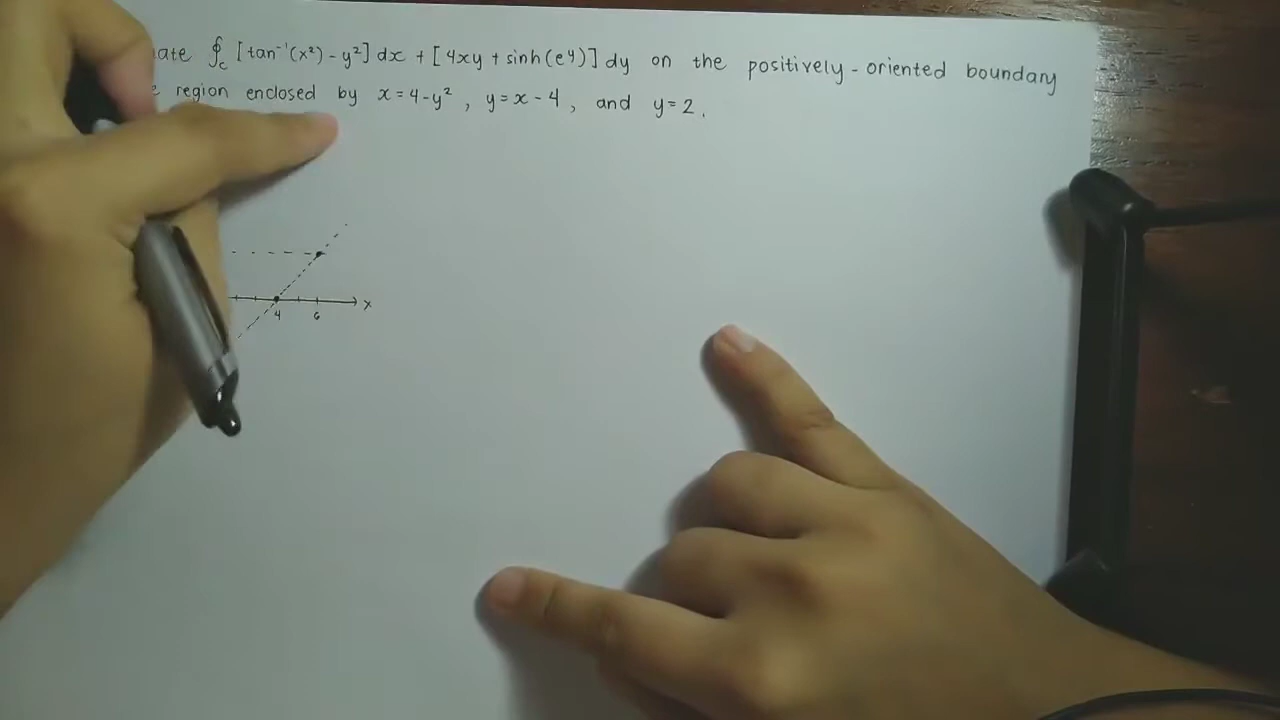 ate ∮c [tan⁻¹(x²) - y²] dx + [4xy + sinh(e^y)] dy on the positively-oriented boundary
region enclosed by x = 4 - y² , y = x - 4 , and y = 2 .
x
4 6